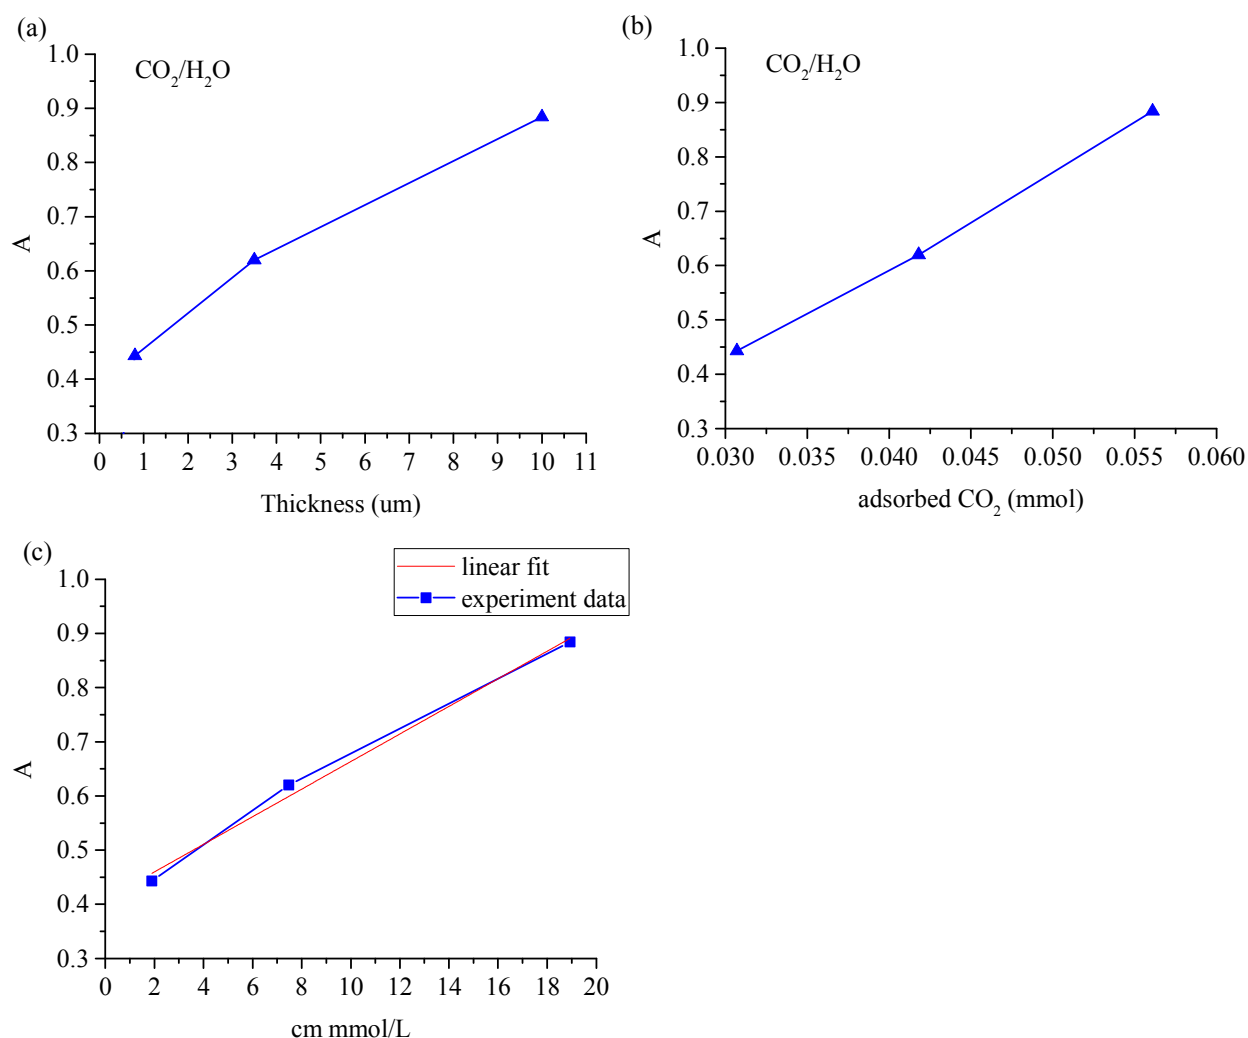 (a)
CO2/H2O
1.0
0.9
0.8
0.7
0.6
0.5
0.4
0.3
A
0 1 2 3 4 5 6 7 8 9 10 11
Thickness (um)
(b)
CO2/H2O
1.0
0.9
0.8
0.7
0.6
0.5
0.4
0.3
A
0.030 0.035 0.040 0.045 0.050 0.055 0.060
adsorbed CO2 (mmol)
(c)
linear fit
experiment data
1.0
0.9
0.8
0.7
0.6
0.5
0.4
0.3
A
0 2 4 6 8 10 12 14 16 18 20
cm mmol/L